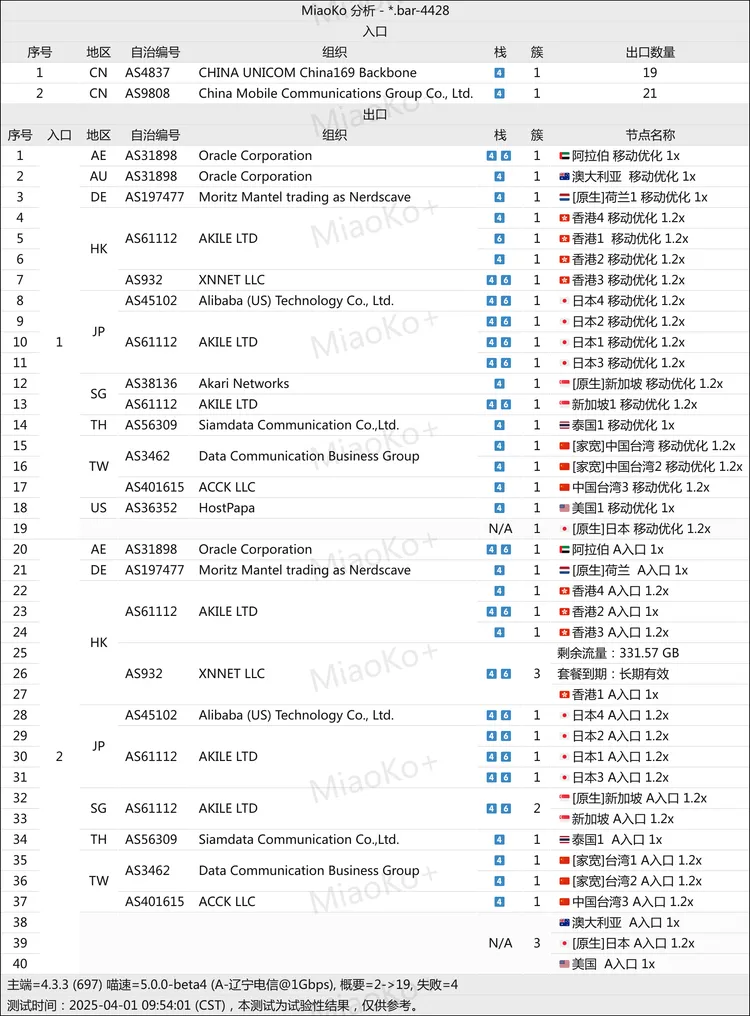 MiaoKo 分析 - *.bar-4428
入口
序号 地区 自治编号 组织 栈 簇 出口数量
1 CN AS4837 CHINA UNICOM China169 Backbone 4 1 19
2 CN AS9808 China Mobile Communications Group Co., Ltd. 4 1 21
出口
序号 入口 地区 自治编号 组织 栈 簇 节点名称
1 AE AS31898 Oracle Corporation 4 6 1 阿拉伯 移动优化 1x
2 AU AS31898 Oracle Corporation 4 1 澳大利亚 移动优化 1x
3 DE AS197477 Moritz Mantel trading as Nerdscave 4 1 [原生]荷兰1 移动优化 1x
4 4 1 香港4 移动优化 1.2x
5 HK AS61112 AKILE LTD 6 1 香港1 移动优化 1.2x
6 4 1 香港2 移动优化 1.2x
7 AS932 XNNET LLC 4 6 1 香港3 移动优化 1.2x
8 AS45102 Alibaba (US) Technology Co., Ltd. 4 6 1 日本4 移动优化 1.2x
9 JP 4 6 1 日本2 移动优化 1.2x
10 1 AS61112 AKILE LTD 4 6 1 日本1 移动优化 1.2x
11 4 6 1 日本3 移动优化 1.2x
12 SG AS38136 Akari Networks 4 1 [原生]新加坡 移动优化 1.2x
13 AS61112 AKILE LTD 4 6 1 新加坡1 移动优化 1.2x
14 TH AS56309 Siamdata Communication Co.,Ltd. 4 1 泰国1 移动优化 1x
15 4 1 [家宽]中国台湾 移动优化 1.2x
16 TW AS3462 Data Communication Business Group 4 1 [家宽]中国台湾2 移动优化 1.2x
17 AS401615 ACCK LLC 4 1 中国台湾3 移动优化 1.2x
18 US AS36352 HostPapa 4 1 美国1 移动优化 1x
19 N/A 1 [原生]日本 移动优化 1.2x
20 AE AS31898 Oracle Corporation 4 6 1 阿拉伯 A入口 1x
21 DE AS197477 Moritz Mantel trading as Nerdscave 4 1 [原生]荷兰 A入口 1x
22 4 1 香港4 A入口 1.2x
23 AS61112 AKILE LTD 4 6 1 香港2 A入口 1x
24 HK 4 1 香港3 A入口 1.2x
25 剩余流量：331.57 GB
26 AS932 XNNET LLC 4 6 3 套餐到期：长期有效
27 香港1 A入口 1x
28 AS45102 Alibaba (US) Technology Co., Ltd. 4 6 1 日本4 A入口 1.2x
29 JP 4 6 1 日本2 A入口 1.2x
30 2 AS61112 AKILE LTD 4 6 1 日本1 A入口 1.2x
31 4 6 1 日本3 A入口 1.2x
32 SG AS61112 AKILE LTD 4 6 2 [原生]新加坡 A入口 1.2x
33 新加坡 A入口 1.2x
34 TH AS56309 Siamdata Communication Co.,Ltd. 4 1 泰国1 A入口 1x
35 4 1 [家宽]台湾1 A入口 1.2x
36 TW AS3462 Data Communication Business Group 4 1 [家宽]台湾2 A入口 1.2x
37 AS401615 ACCK LLC 4 1 中国台湾3 A入口 1.2x
38 澳大利亚 A入口 1x
39 N/A 3 [原生]日本 A入口 1.2x
40 美国 A入口 1x
主端=4.3.3 (697) 喵速=5.0.0-beta4 (A-辽宁电信@1Gbps), 概要=2->19, 失败=4
测试时间：2025-04-01 09:54:01 (CST)，本测试为试验性结果，仅供参考。
MiaoKo+
MiaoKo+
MiaoKo+
MiaoKo+
MiaoKo+
MiaoKo+
MiaoKo+
MiaoKo+
MiaoKo+